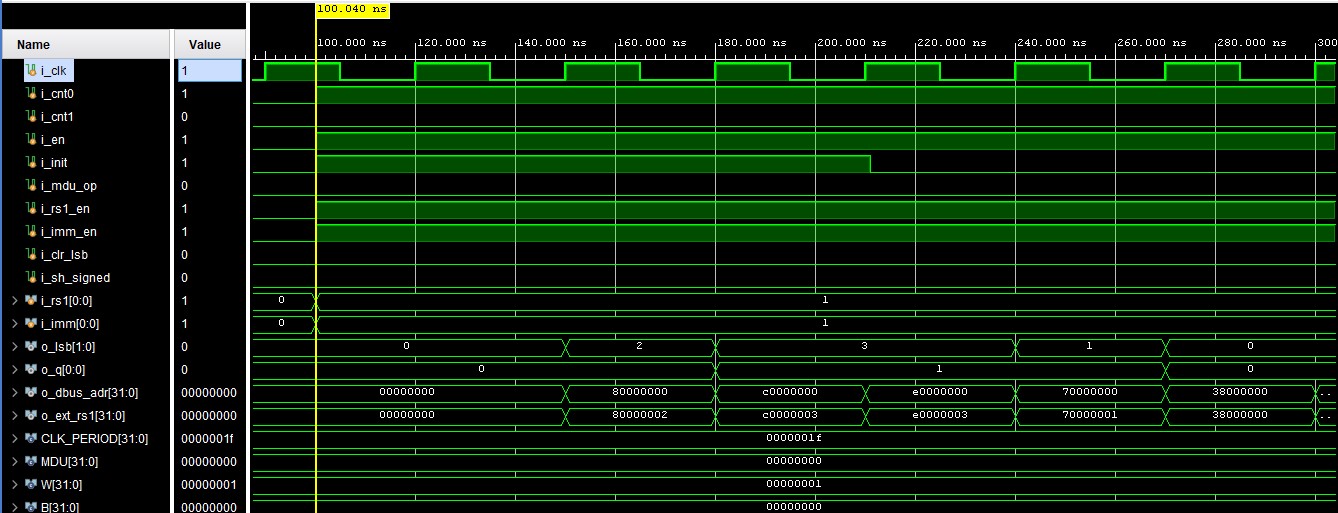 100.040 ns
Name Value
100.000 ns 120.000 ns 140.000 ns 160.000 ns 180.000 ns 200.000 ns 220.000 ns 240.000 ns 260.000 ns 280.000 ns 300
i_clk 1
i_cnt0 1
i_cnt1 0
i_en 1
i_init 1
i_mdu_op 0
i_rs1_en 1
i_imm_en 1
i_clr_lsb 0
i_sh_signed 0
i_rs1[0:0] 1 0 1
i_imm[0:0] 1 0 1
o_lsb[1:0] 0 0 2 3 1 0
o_q[0:0] 0 0 1 0
o_dbus_adr[31:0] 00000000 00000000 80000000 c0000000 e0000000 70000000 38000000 ..
o_ext_rs1[31:0] 00000000 00000000 80000002 c0000003 e0000003 70000001 38000000 ..
CLK_PERIOD[31:0] 0000001f 0000001f
MDU[31:0] 00000000 00000000
W[31:0] 00000001 00000001
B[31:0] 00000000 00000000